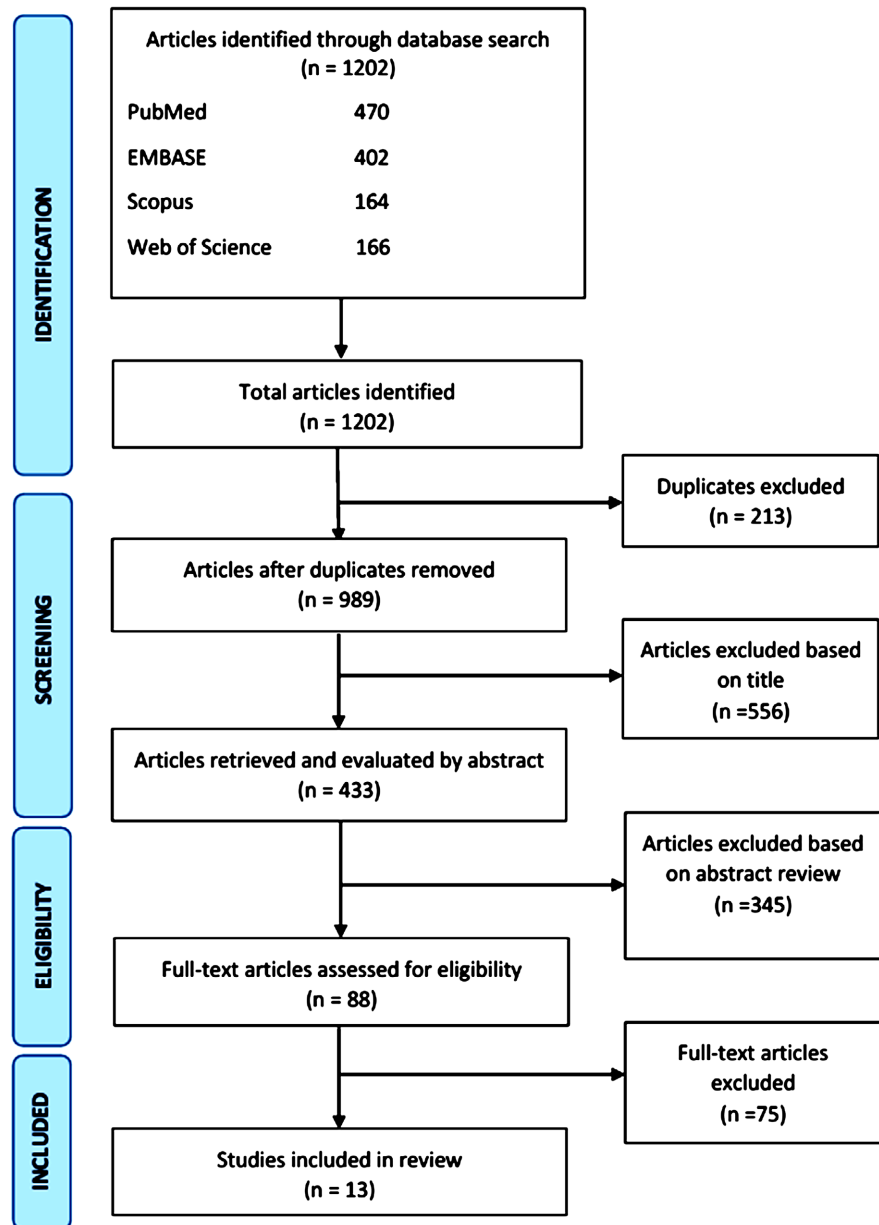 IDENTIFICATION
Articles identified through database search
(n = 1202)
PubMed 470
EMBASE 402
Scopus 164
Web of Science 166
Total articles identified
(n = 1202)
Duplicates excluded
(n = 213)
SCREENING
Articles after duplicates removed
(n = 989)
Articles excluded based
on title
(n =556)
Articles retrieved and evaluated by abstract
(n = 433)
ELIGIBILITY
Articles excluded based
on abstract review
(n =345)
Full-text articles assessed for eligibility
(n = 88)
Full-text articles
excluded
(n =75)
INCLUDED
Studies included in review
(n = 13)